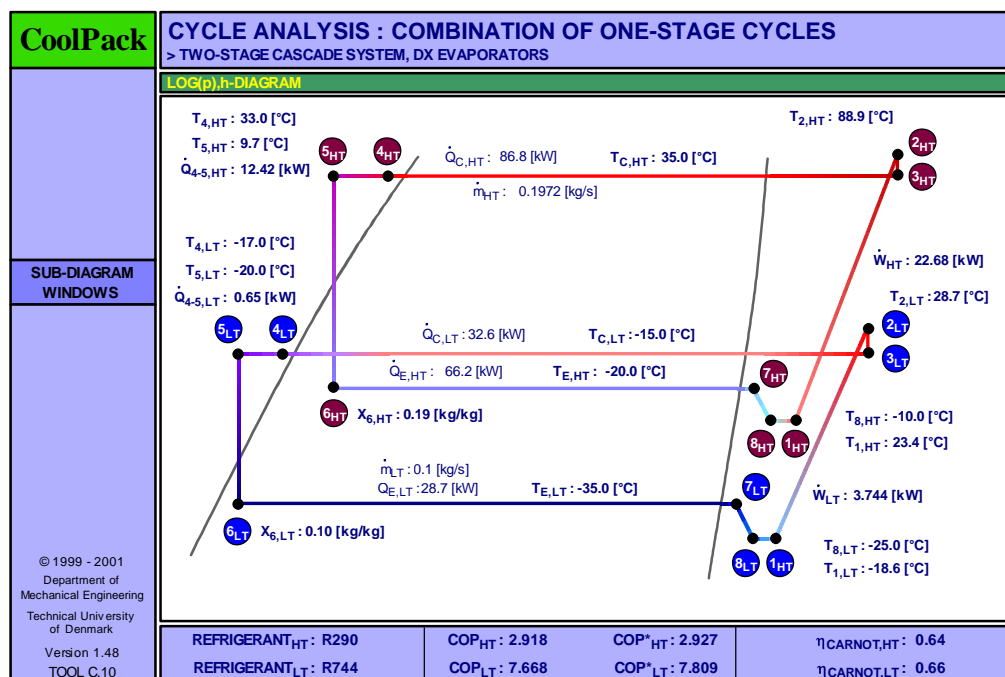 CoolPack
CYCLE ANALYSIS : COMBINATION OF ONE-STAGE CYCLES
> TWO-STAGE CASCADE SYSTEM, DX EVAPORATORS
LOG(p),h-DIAGRAM
T4,HT : 33.0 [°C]
T5,HT : 9.7 [°C]
Q̇4-5,HT : 12.42 [kW]
5HT
4HT
Q̇C,HT : 86.8 [kW]
TC,HT : 35.0 [°C]
ṁHT : 0.1972 [kg/s]
T2,HT : 88.9 [°C]
2HT
3HT
T4,LT : -17.0 [°C]
T5,LT : -20.0 [°C]
Q̇4-5,LT : 0.65 [kW]
SUB-DIAGRAM
WINDOWS
ẆHT : 22.68 [kW]
T2,LT : 28.7 [°C]
5LT
4LT
Q̇C,LT : 32.6 [kW]
TC,LT : -15.0 [°C]
2LT
3LT
Q̇E,HT : 66.2 [kW]
TE,HT : -20.0 [°C]
7HT
6HT
X6,HT : 0.19 [kg/kg]
8HT
1HT
T8,HT : -10.0 [°C]
T1,HT : 23.4 [°C]
ṁLT : 0.1 [kg/s]
QE,LT : 28.7 [kW]
TE,LT : -35.0 [°C]
7LT
ẆLT : 3.744 [kW]
6LT
X6,LT : 0.10 [kg/kg]
8LT
1HT
T8,LT : -25.0 [°C]
T1,LT : -18.6 [°C]
© 1999 - 2001
Department of
Mechanical Engineering
Technical University
of Denmark
Version 1.48
TOOL C.10
REFRIGERANTHT : R290
COPHT : 2.918
COP*HT : 2.927
ηCARNOT,HT : 0.64
REFRIGERANTLT : R744
COPLT : 7.668
COP*LT : 7.809
ηCARNOT,LT : 0.66